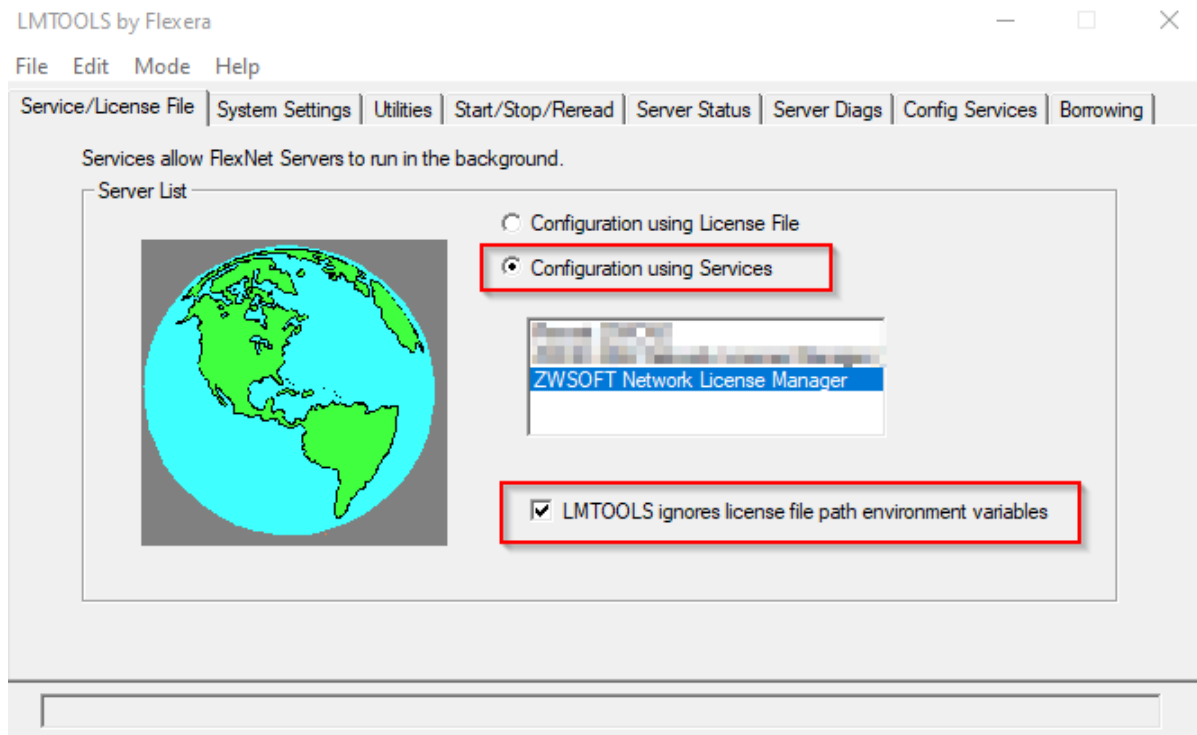 LMTOOLS by Flexera
File Edit Mode Help
Service/License File System Settings Utilities Start/Stop/Reread Server Status Server Diags Config Services Borrowing
Services allow FlexNet Servers to run in the background.
Server List
Configuration using License File
Configuration using Services
ZWSOFT Network License Manager
LMTOOLS ignores license file path environment variables